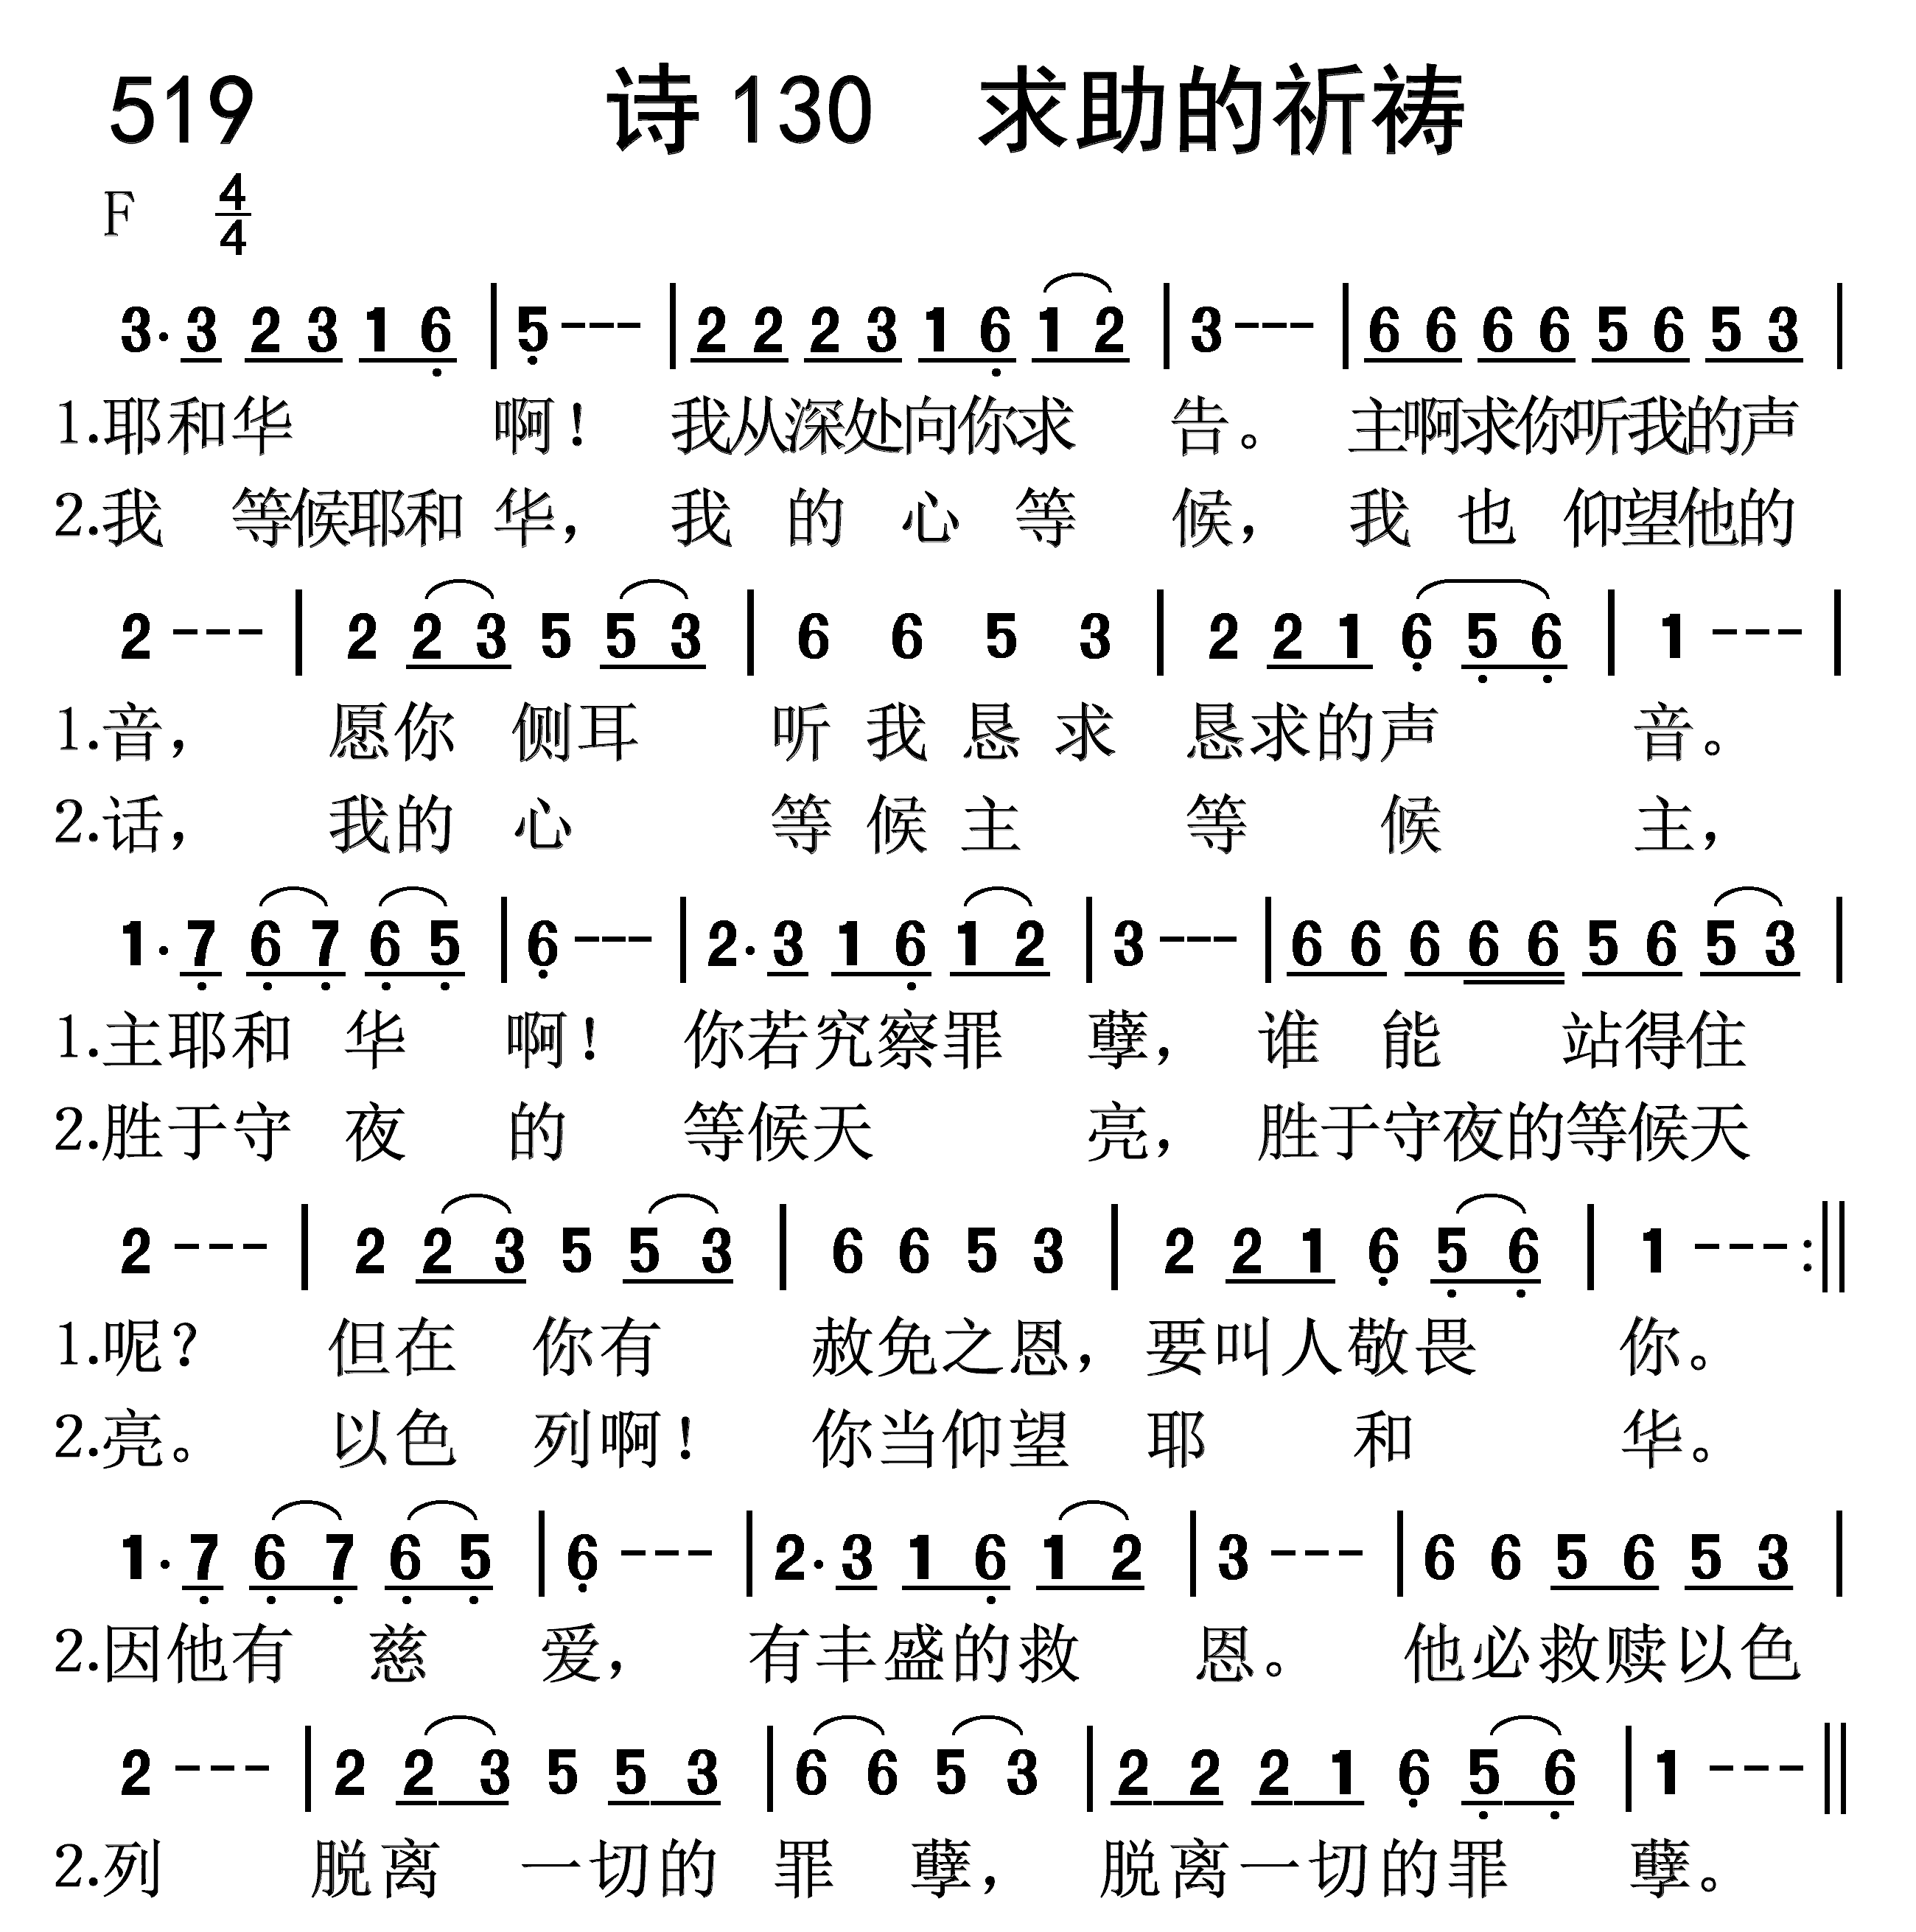 519 诗130 求助的祈祷
F 4/4
3·3 2 3 1 6 | 5 - - - | 2 2 2 3 1 6 1 2 | 3 - - - | 6 6 6 6 5 6 5 3 |
1.耶和华 啊！ 我从深处向你求 告。 主啊求你听我的声
2.我 等候耶和 华， 我 的 心 等 候， 我 也 仰望他的
2 - - - | 2 2 3 5 5 3 | 6 6 5 3 | 2 2 1 6 5 6 | 1 - - - |
1.音， 愿你 侧耳 听 我 恳 求 恳求的声 音。
2.话， 我的 心 等 候 主 等 候 主，
1·7 6 7 6 5 | 6 - - - | 2·3 1 6 1 2 | 3 - - - | 6 6 6 6 6 5 6 5 3 |
1.主耶和 华 啊！ 你若究察罪 孽， 谁 能 站得住
2.胜于守 夜 的 等候天 亮， 胜于守夜的等候天
2 - - - | 2 2 3 5 5 3 | 6 6 5 3 | 2 2 1 6 5 6 | 1 - - - :||
1.呢？ 但在 你有 赦免之恩，要叫人敬畏 你。
2.亮。 以色 列啊！ 你当仰望 耶 和 华。
1·7 6 7 6 5 | 6 - - - | 2·3 1 6 1 2 | 3 - - - | 6 6 5 6 5 3 |
2.因他有 慈 爱， 有丰盛的救 恩。 他必救赎以色
2 - - - | 2 2 3 5 5 3 | 6 6 5 3 | 2 2 2 1 6 5 6 | 1 - - - ||
2.列 脱离 一切的 罪 孽， 脱离一切的罪 孽。